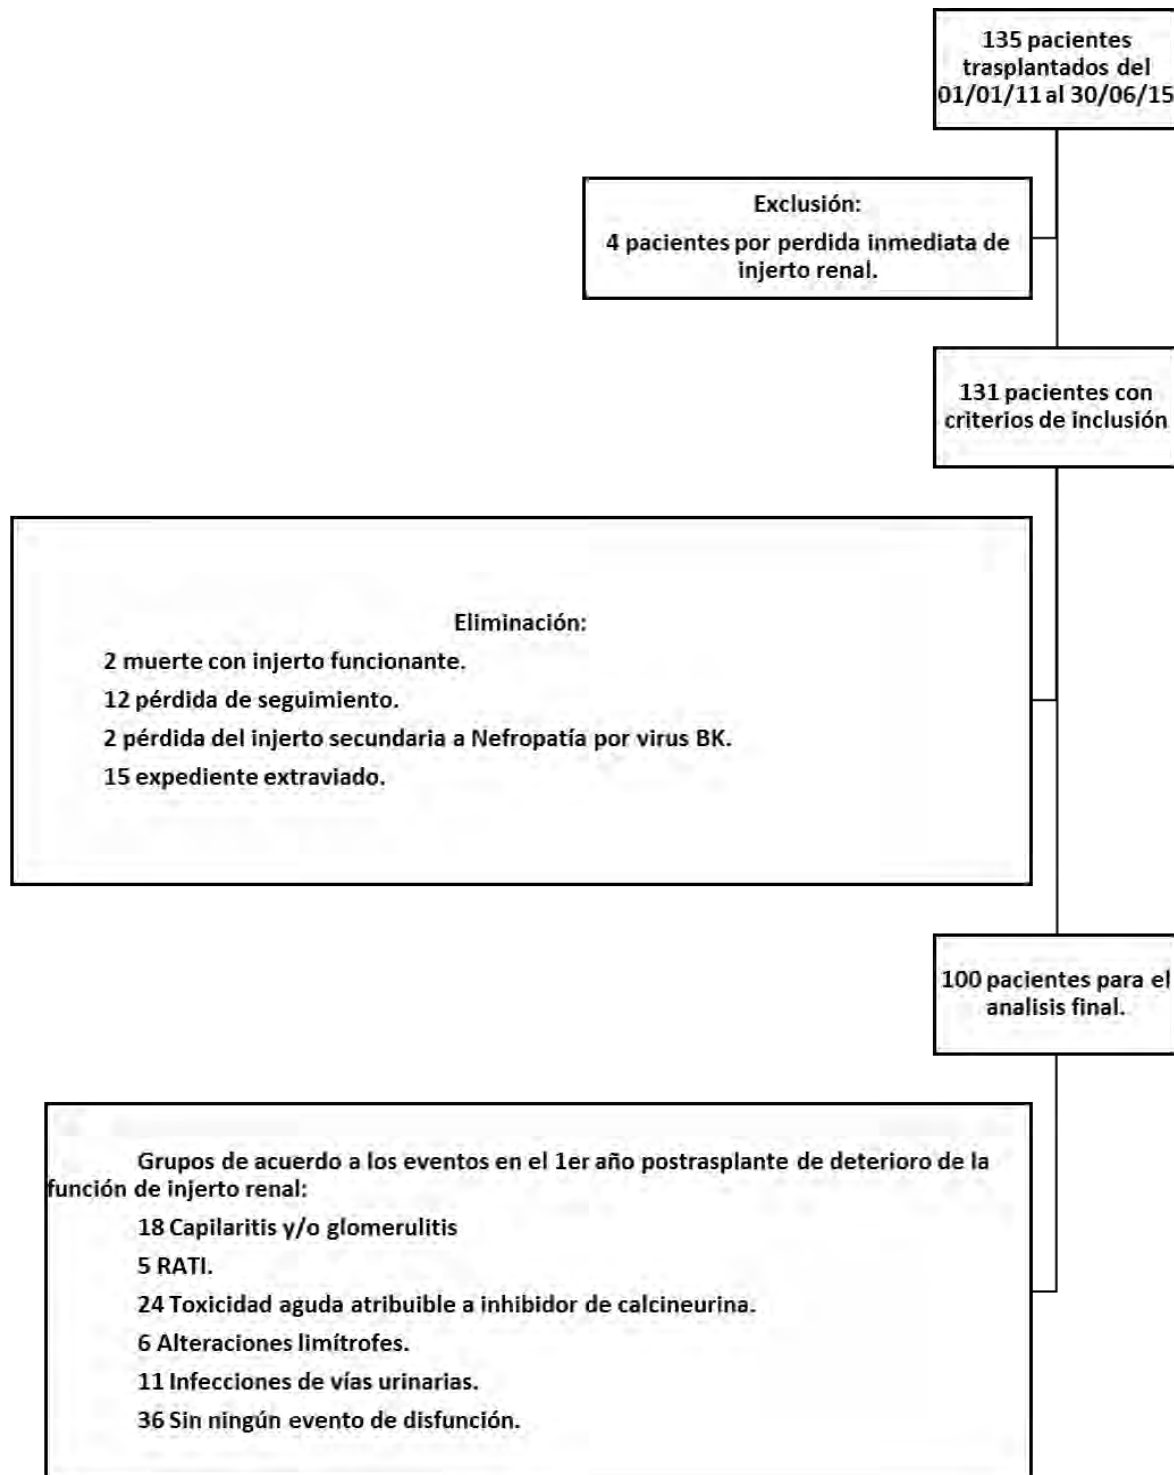 135 pacientes
trasplantados del
01/01/11 al 30/06/15
Exclusión:
4 pacientes por perdida inmediata de
injerto renal.
131 pacientes con
criterios de inclusión
Eliminación:
2 muerte con injerto funcionante.
12 pérdida de seguimiento.
2 pérdida del injerto secundaria a Nefropatía por virus BK.
15 expediente extraviado.
100 pacientes para el
analisis final.
Grupos de acuerdo a los eventos en el 1er año postrasplante de deterioro de la
función de injerto renal:
18 Capilaritis y/o glomerulitis
5 RATI.
24 Toxicidad aguda atribuible a inhibidor de calcineurina.
6 Alteraciones limítrofes.
11 Infecciones de vías urinarias.
36 Sin ningún evento de disfunción.